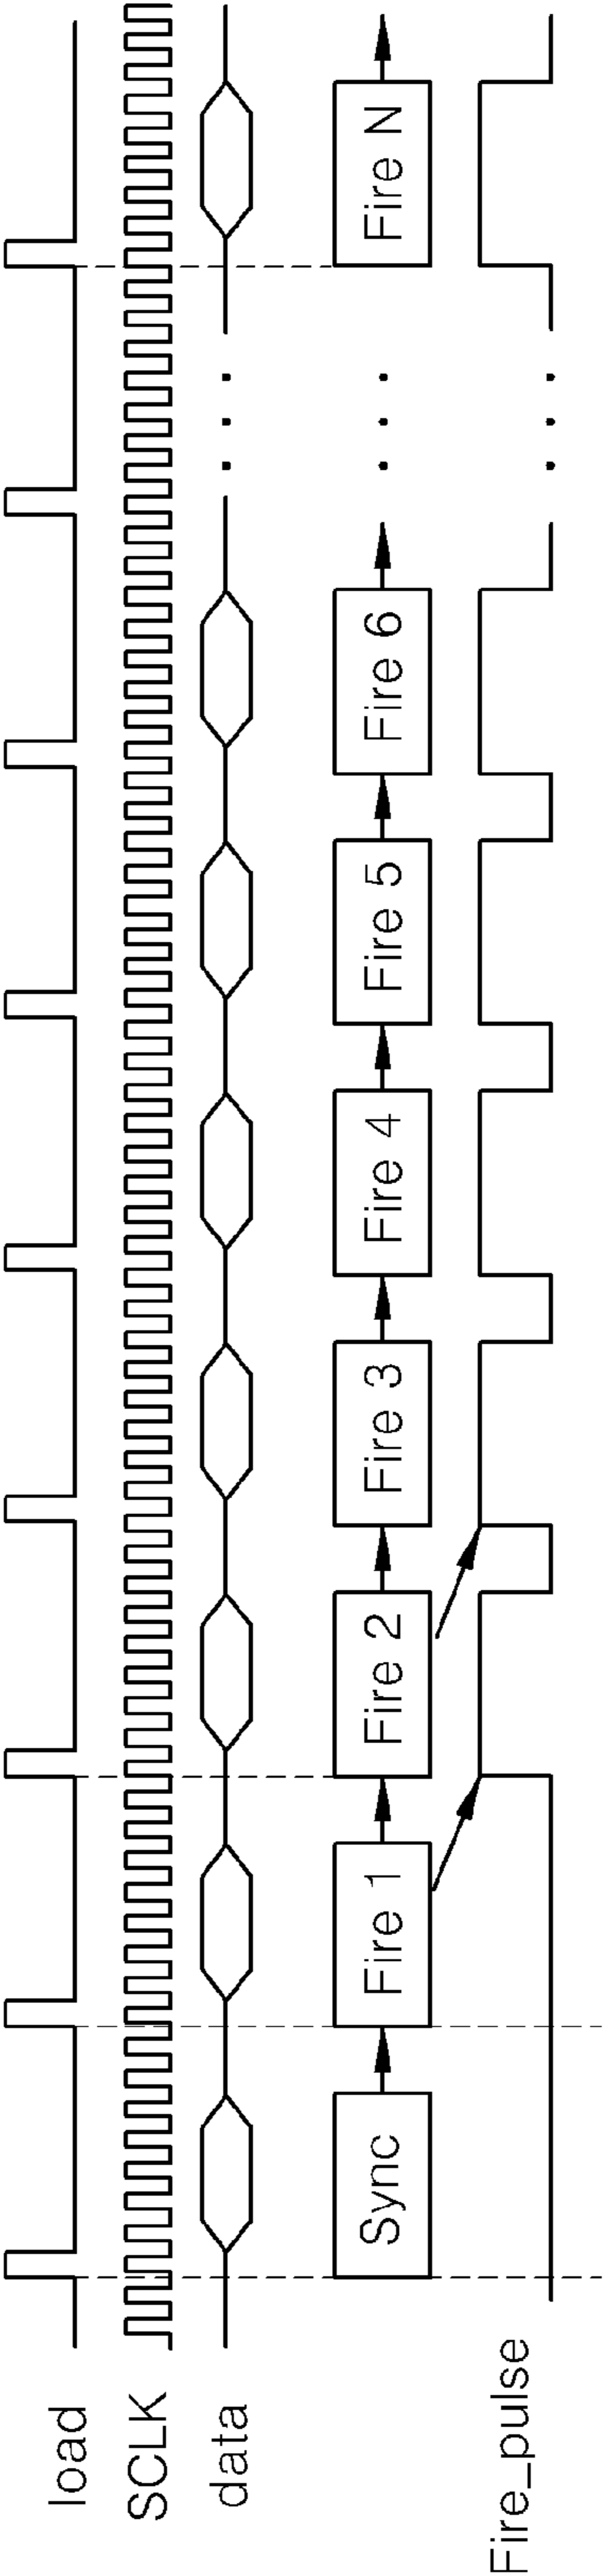 load
SCLK
data
Sync
Fire 1
Fire 2
Fire 3
Fire 4
Fire 5
Fire 6
Fire N
Fire_pulse